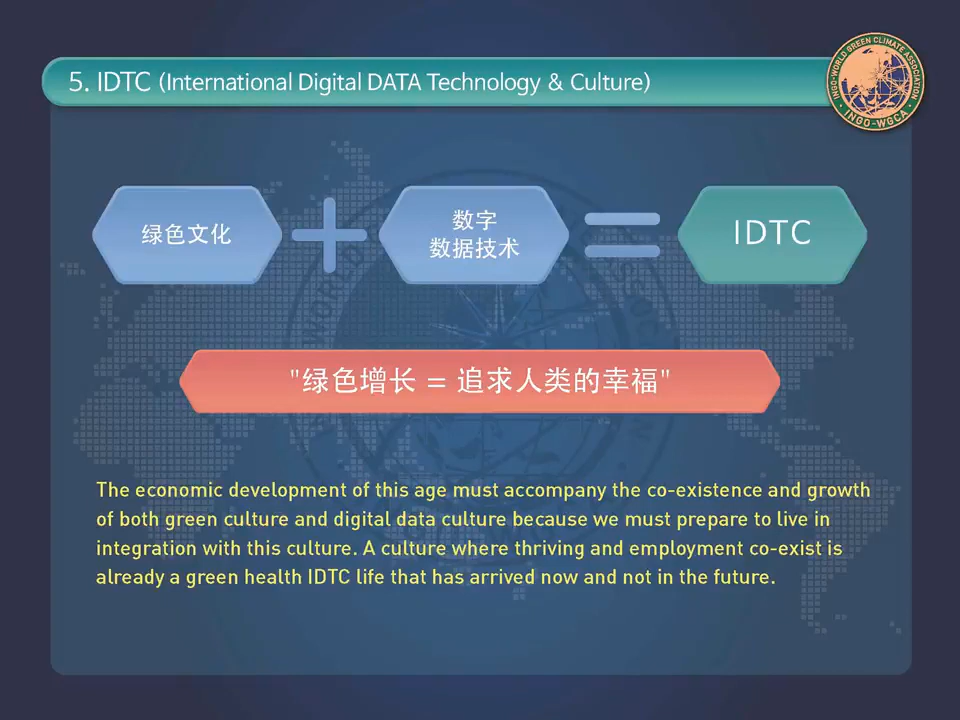 5. IDTC (International Digital DATA Technology & Culture)
INGO-WORLD GREEN CLIMATE ASSOCIATION
INGO-WGCA
绿色文化
数字
数据技术
IDTC
"绿色增长 = 追求人类的幸福"
The economic development of this age must accompany the co-existence and growth
of both green culture and digital data culture because we must prepare to live in
integration with this culture. A culture where thriving and employment co-exist is
already a green health IDTC life that has arrived now and not in the future.